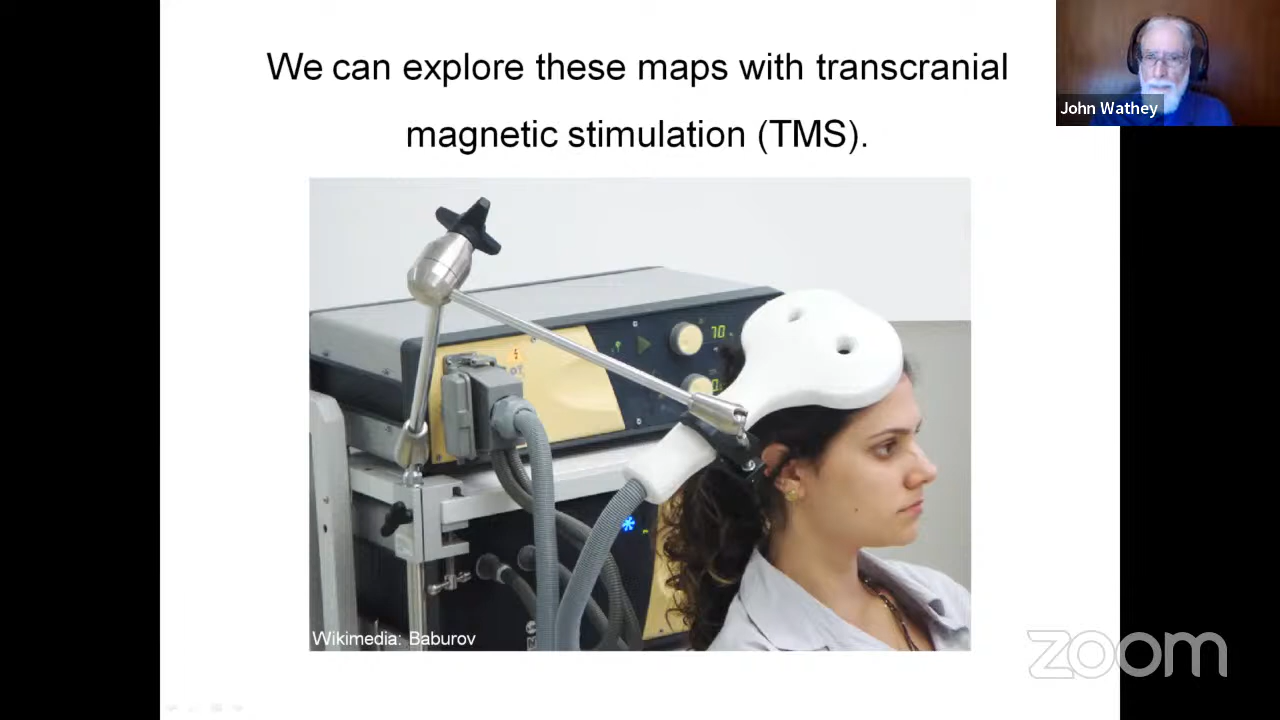 We can explore these maps with transcranial
magnetic stimulation (TMS).
John Wathey
70
Wikimedia: Baburov
zoom